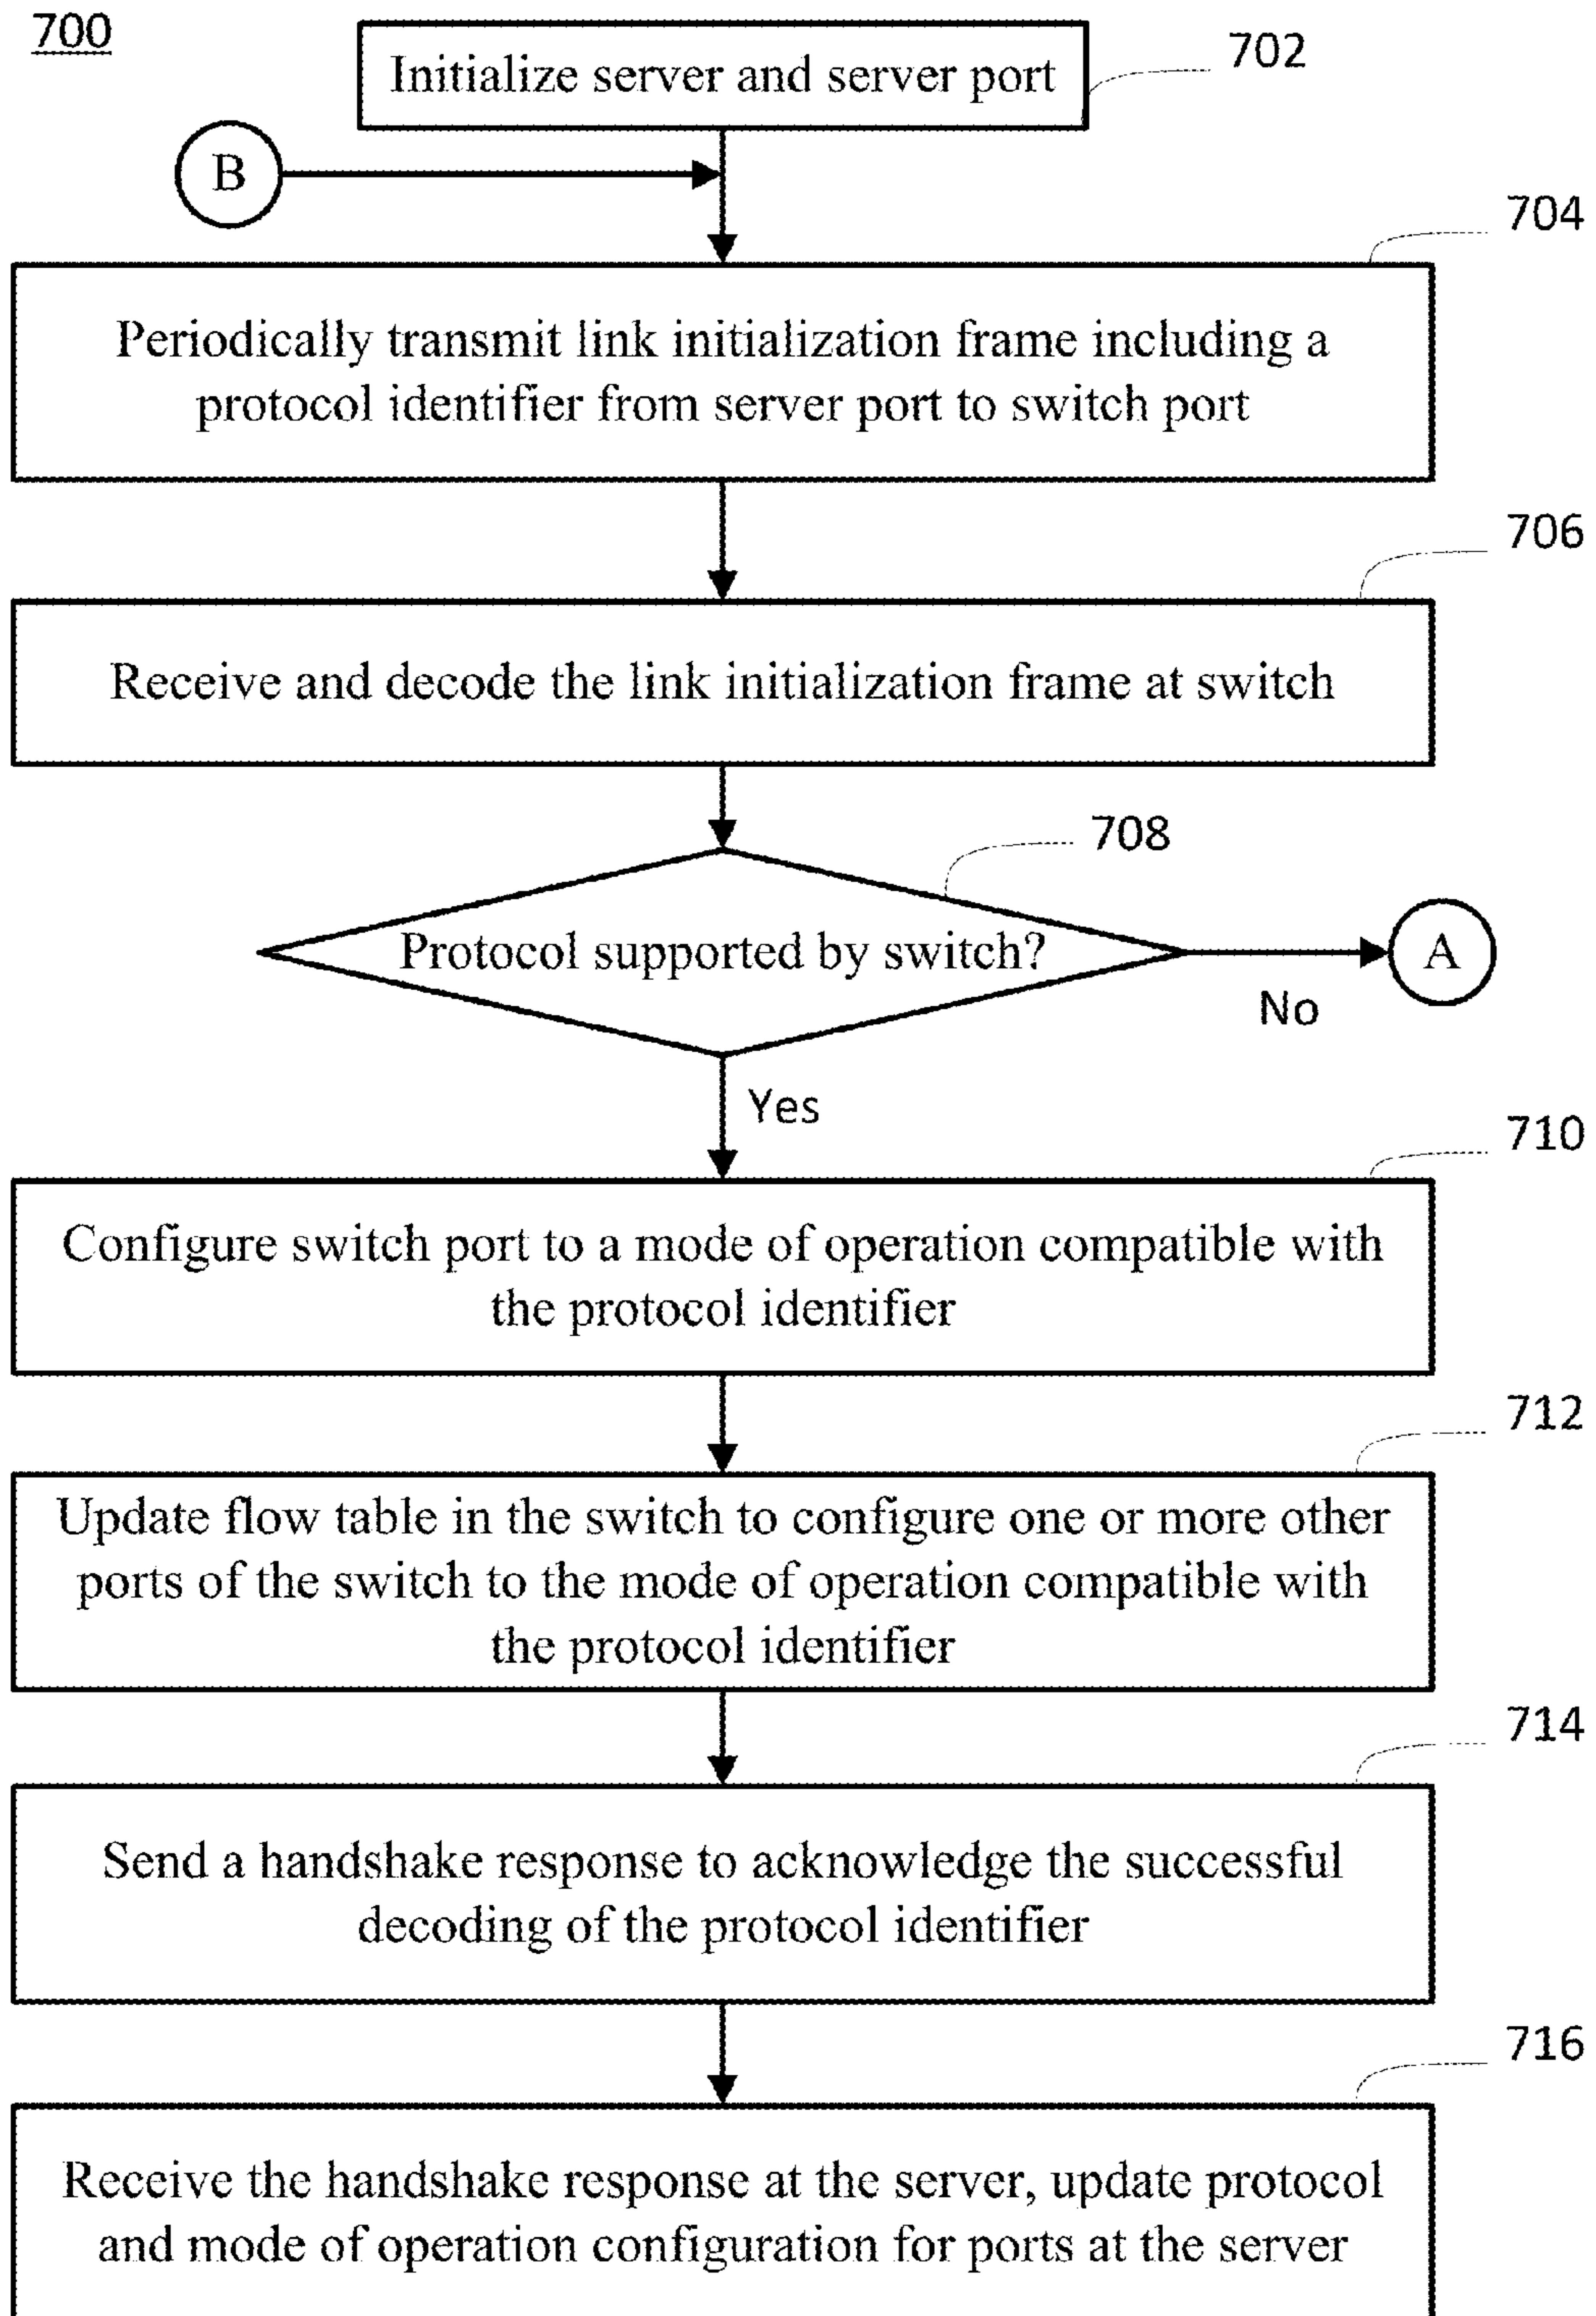 700
Initialize server and server port
702
B
704
Periodically transmit link initialization frame including a
protocol identifier from server port to switch port
706
Receive and decode the link initialization frame at switch
708
Protocol supported by switch?
A
No
Yes
710
Configure switch port to a mode of operation compatible with
the protocol identifier
712
Update flow table in the switch to configure one or more other
ports of the switch to the mode of operation compatible with
the protocol identifier
714
Send a handshake response to acknowledge the successful
decoding of the protocol identifier
716
Receive the handshake response at the server, update protocol
and mode of operation configuration for ports at the server